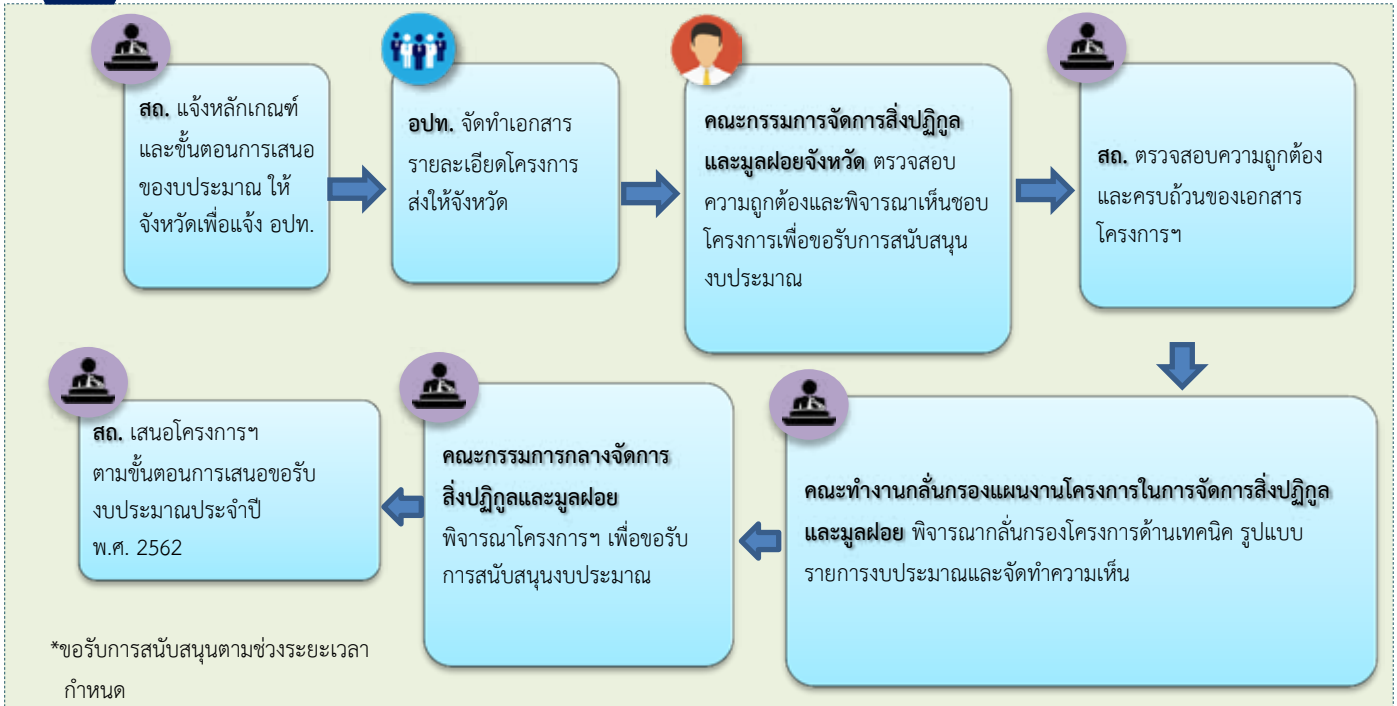 สถ. แจ้งหลักเกณฑ์
และขั้นตอนการเสนอ
ของบประมาณ ให้
จังหวัดเพื่อแจ้ง อปท.
อปท. จัดทำเอกสาร
รายละเอียดโครงการ
ส่งให้จังหวัด
คณะกรรมการจัดการสิ่งปฏิกูล
และมูลฝอยจังหวัด ตรวจสอบ
ความถูกต้องและพิจารณาเห็นชอบ
โครงการเพื่อขอรับการสนับสนุน
งบประมาณ
สถ. ตรวจสอบความถูกต้อง
และครบถ้วนของเอกสาร
โครงการฯ
คณะทำงานกลั่นกรองแผนงานโครงการในการจัดการสิ่งปฏิกูล
และมูลฝอย พิจารณากลั่นกรองโครงการด้านเทคนิค รูปแบบ
รายการงบประมาณและจัดทำความเห็น
คณะกรรมการกลางจัดการ
สิ่งปฏิกูลและมูลฝอย
พิจารณาโครงการฯ เพื่อขอรับ
การสนับสนุนงบประมาณ
สถ. เสนอโครงการฯ
ตามขั้นตอนการเสนอขอรับ
งบประมาณประจำปี
พ.ศ. 2562
*ขอรับการสนับสนุนตามช่วงระยะเวลา
กำหนด